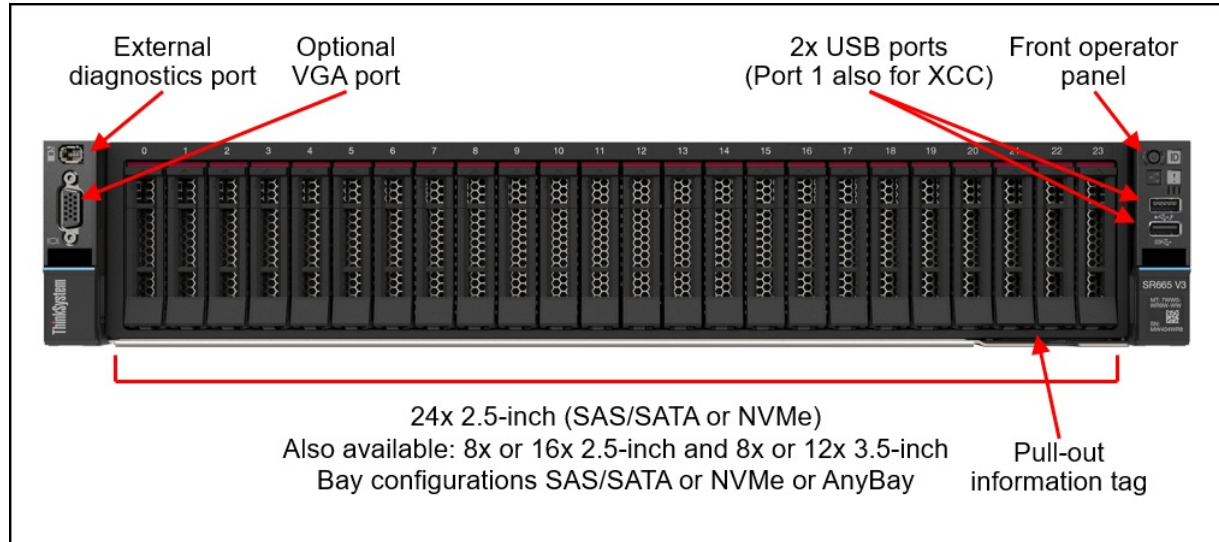 External
diagnostics port
Optional
VGA port
2x USB ports
(Port 1 also for XCC)
Front operator
panel
0 1 2 3 4 5 6 7 8 9 10 11 12 13 14 15 16 17 18 19 20 21 22 23
ID
ThinkSystem
SR665 V3
24x 2.5-inch (SAS/SATA or NVMe)
Also available: 8x or 16x 2.5-inch and 8x or 12x 3.5-inch
Bay configurations SAS/SATA or NVMe or AnyBay
Pull-out
information tag